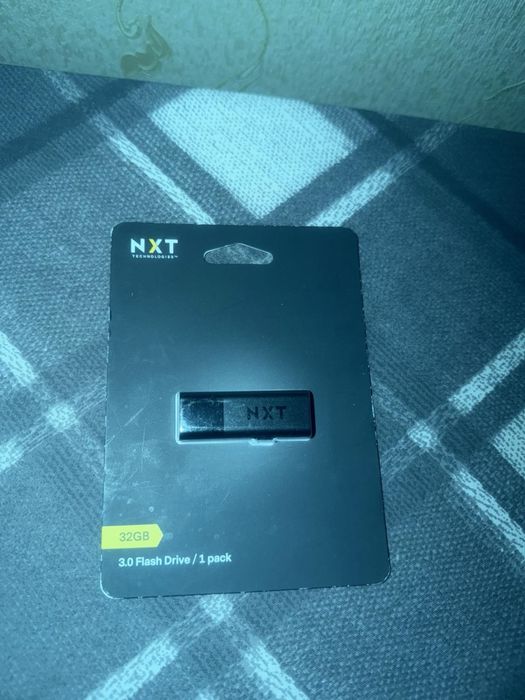 NXT
TECHNOLOGIES™
NXT
32GB
3.0 Flash Drive / 1 pack